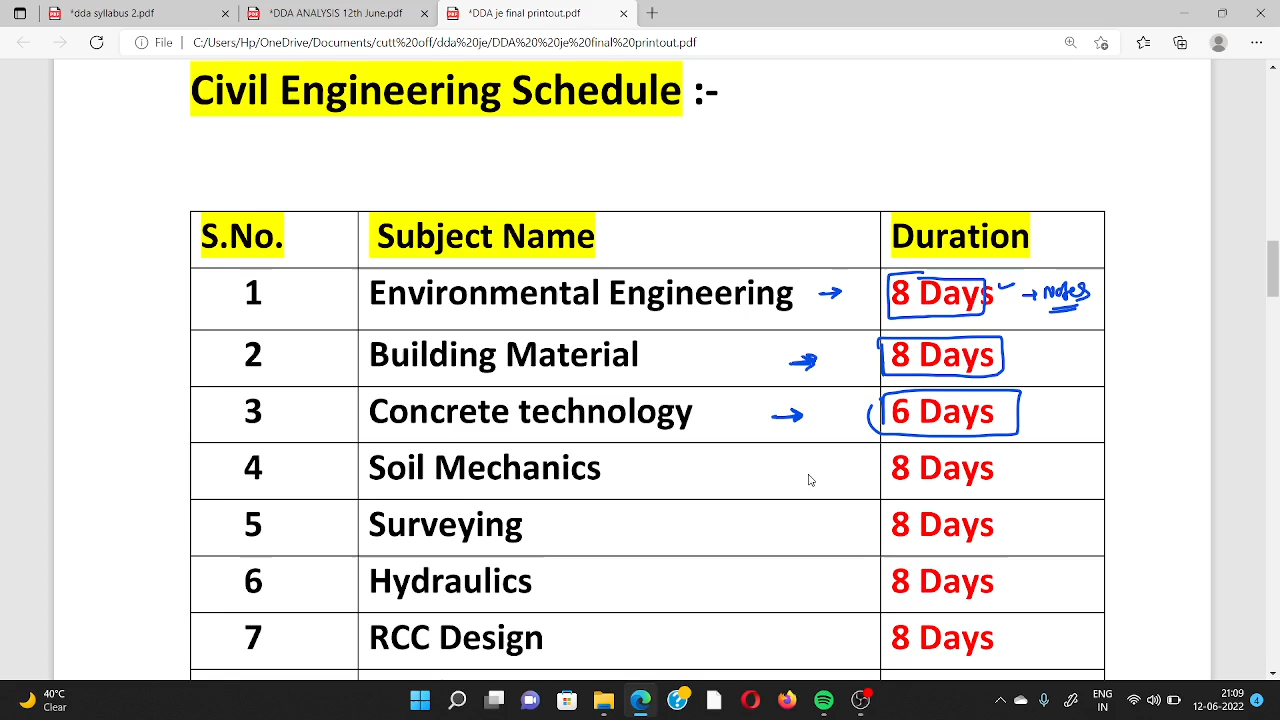 *dda syllabus 2.pdf
*DDA ANALYSIS 12th June.pdf
*DDA je final printout.pdf
File
C:/Users/Hp/OneDrive/Documents/cutt%20off/dda%20je/DDA%20%20je%20final%20printout.pdf
Civil Engineering Schedule :-
S.No. Subject Name Duration
1 Environmental Engineering → 8 Days → notes
2 Building Material → 8 Days
3 Concrete technology → 6 Days
4 Soil Mechanics 8 Days
5 Surveying 8 Days
6 Hydraulics 8 Days
7 RCC Design 8 Days
40°C
Clear
ENG
IN
21:09
12-06-2022
4